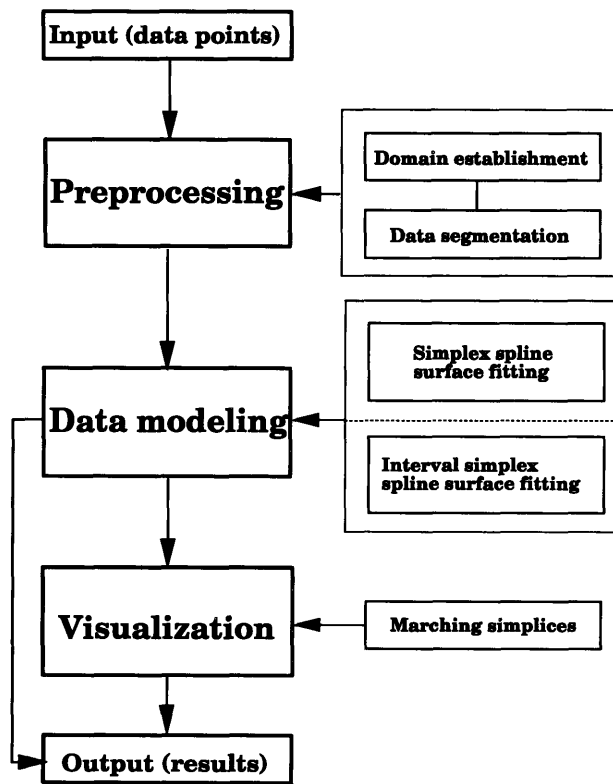 Input (data points)
Preprocessing
Domain establishment
Data segmentation
Data modeling
Simplex spline
surface fitting
Interval simplex
spline surface fitting
Visualization
Marching simplices
Output (results)